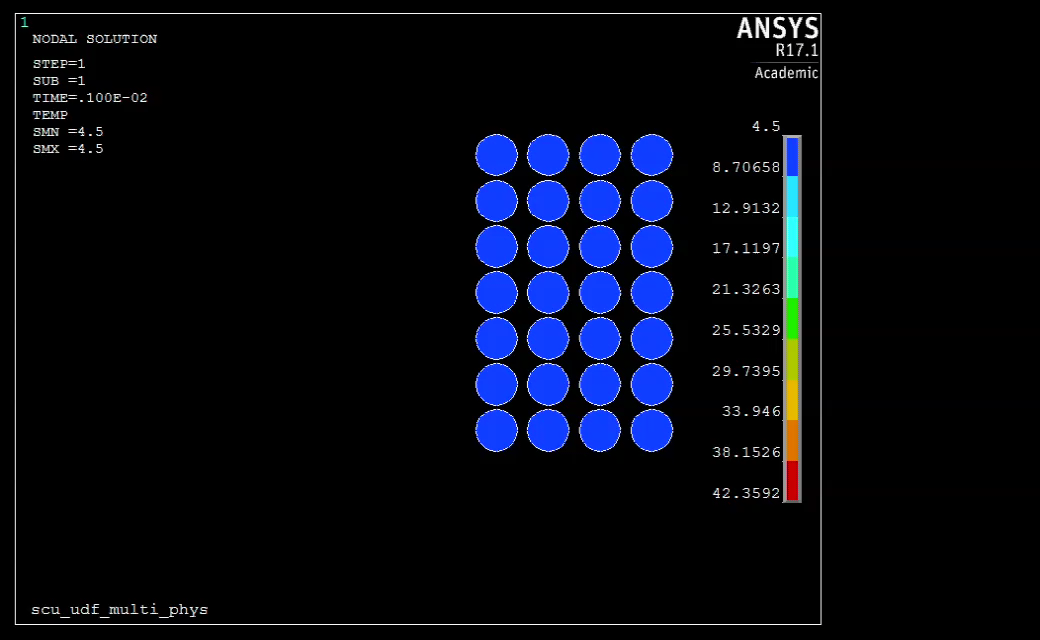 1
NODAL SOLUTION
STEP=1
SUB =1
TIME=.100E-02
TEMP
SMN =4.5
SMX =4.5
ANSYS
R17.1
Academic
4.5
8.70658
12.9132
17.1197
21.3263
25.5329
29.7395
33.946
38.1526
42.3592
scu_udf_multi_phys